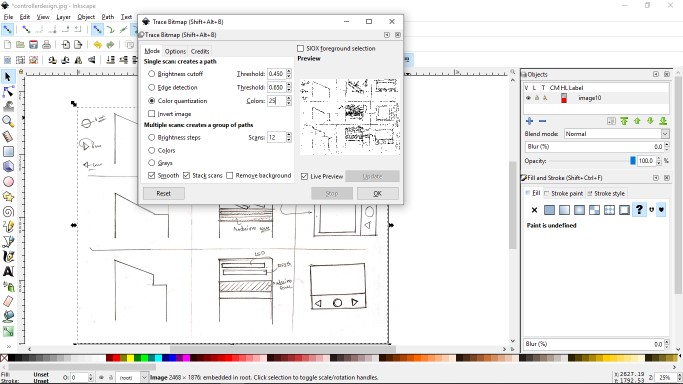 *controllerdesign.jpg - Inkscape
File Edit View Layer Object Path Text
Trace Bitmap (Shift+Alt+B)
Trace Bitmap (Shift+Alt+B)
Mode Options Credits
Single scan: creates a path
Brightness cutoff Threshold: 0.450
Edge detection Threshold: 0.650
Color quantization Colors: 25
Invert image
Multiple scans: creates a group of paths
Brightness steps Scans: 12
Colors
Grays
Smooth Stack scans Remove background
Reset
SIOX foreground selection
Preview
Live Preview Update
Stop OK
LCD
Objects
V L T CM HL Label
image10
Blend mode: Normal
Blur (%) 0.0
Opacity: 100.0 %
Fill and Stroke (Shift+Ctrl+F)
Fill Stroke paint Stroke style
Paint is undefined
Blur (%) 0.0
Fill: Unset
Stroke: Unset
O: 0
(root)
Image 2468 × 1876: embedded in root. Click selection to toggle scale/rotation handles.
X: 2627.19
Y: 1792.53
Z: 25%